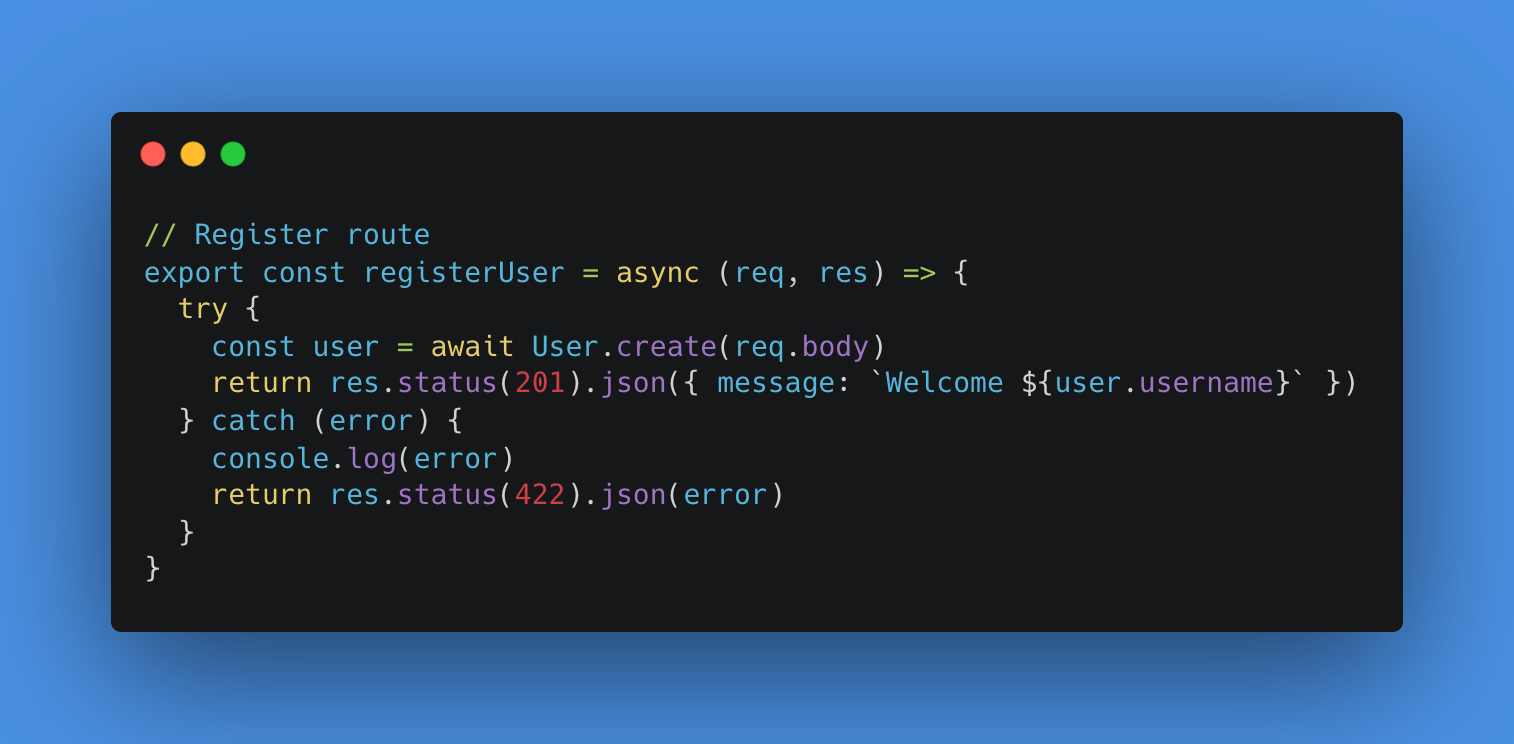 // Register route
export const registerUser = async (req, res) => {
  try {
    const user = await User.create(req.body)
    return res.status(201).json({ message: `Welcome ${user.username}` })
  } catch (error) {
    console.log(error)
    return res.status(422).json(error)
  }
}